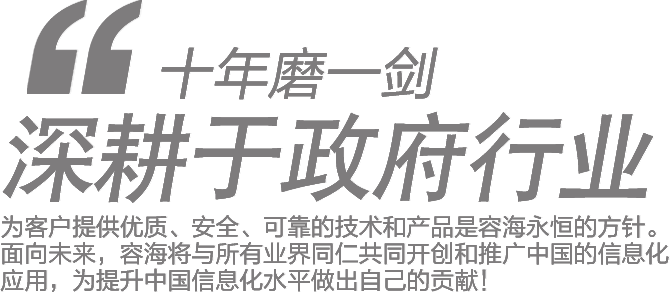 “
十年磨一剑
深耕于政府行业
为客户提供优质、安全、可靠的技术和产品是容海永恒的方针。
面向未来，容海将与所有业界同仁共同开创和推广中国的信息化
应用，为提升中国信息化水平做出自己的贡献！